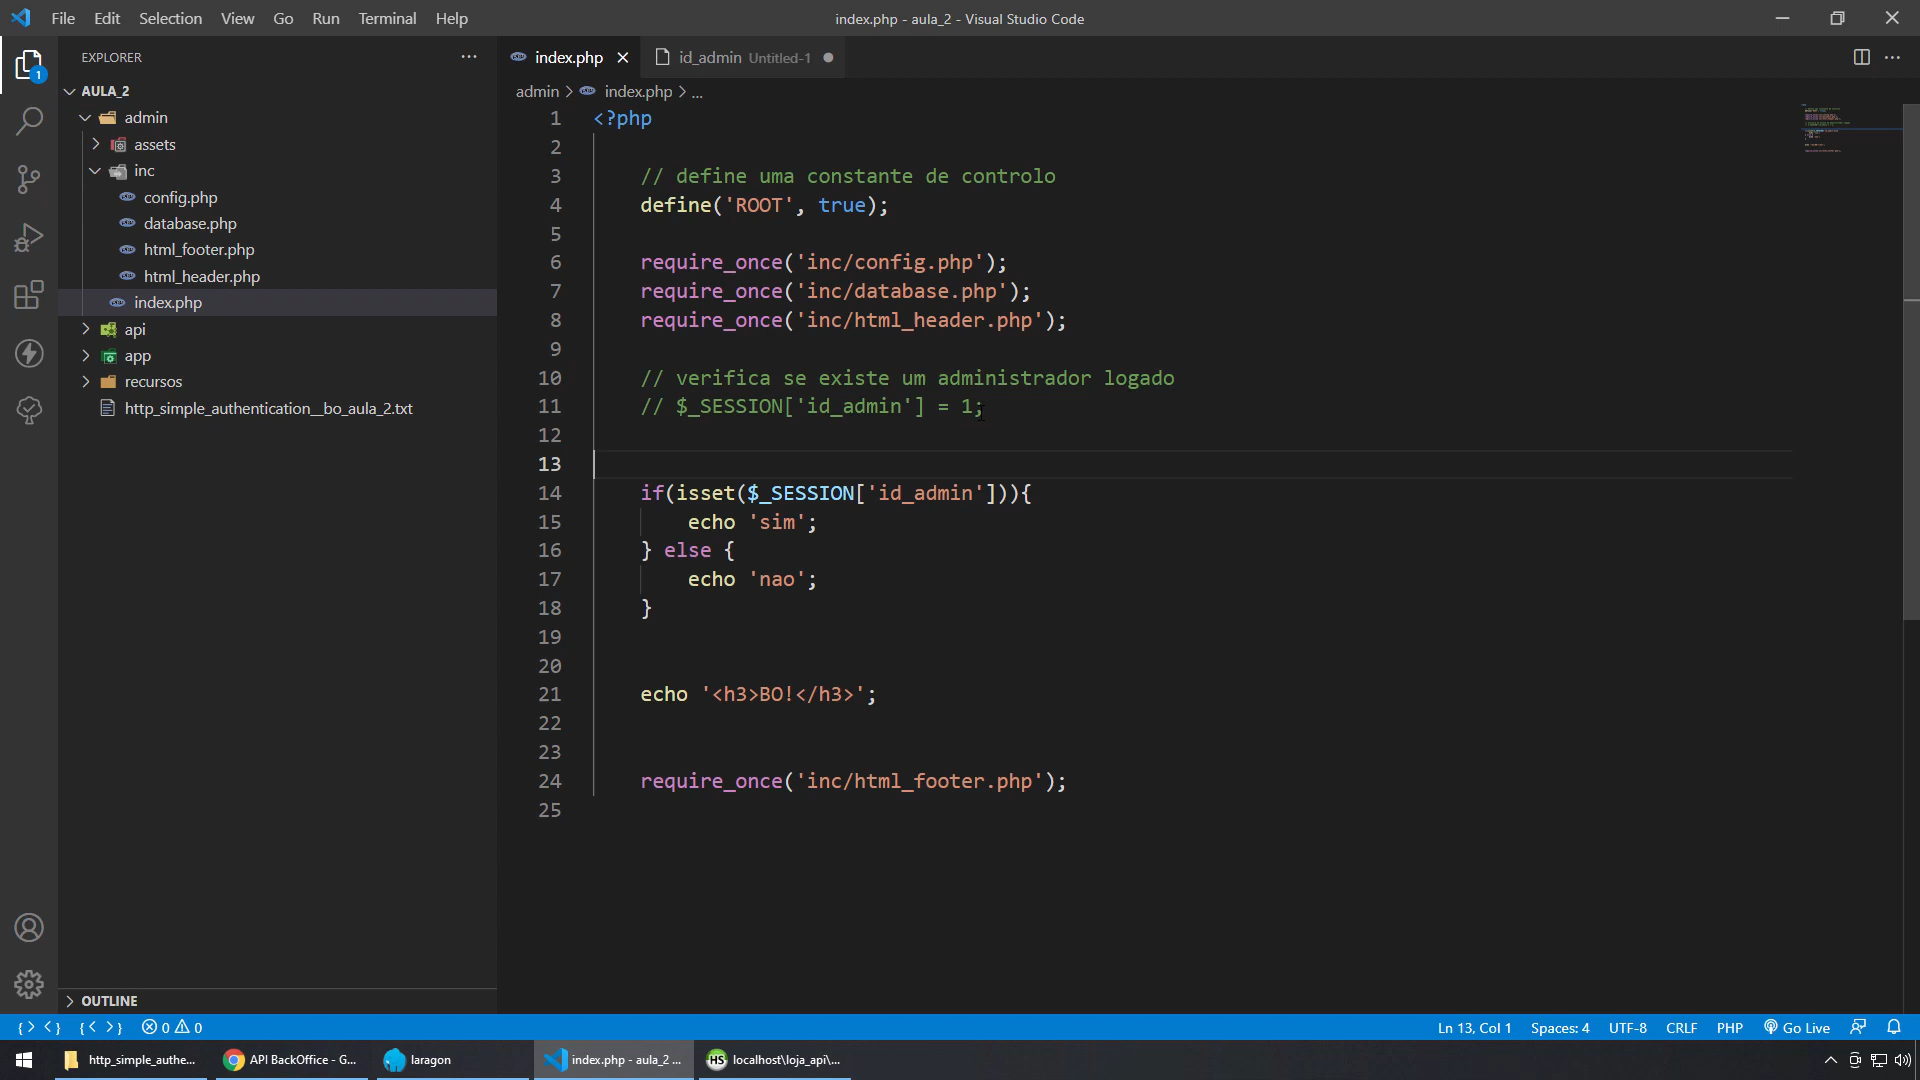 File Edit Selection View Go Run Terminal Help
index.php - aula_2 - Visual Studio Code
EXPLORER
AULA_2
admin
assets
inc
config.php
database.php
html_footer.php
html_header.php
index.php
api
app
recursos
http_simple_authentication__bo_aula_2.txt
OUTLINE
1
index.php
id_admin Untitled-1
admin > index.php > ...
1 <?php
2
3 // define uma constante de controlo
4 define('ROOT', true);
5
6 require_once('inc/config.php');
7 require_once('inc/database.php');
8 require_once('inc/html_header.php');
9
10 // verifica se existe um administrador logado
11 // $_SESSION['id_admin'] = 1;
12
13
14 if(isset($_SESSION['id_admin'])){
15 echo 'sim';
16 } else {
17 echo 'nao';
18 }
19
20
21 echo '<h3>BO!</h3>';
22
23
24 require_once('inc/html_footer.php');
25
0 0
Ln 13, Col 1 Spaces: 4 UTF-8 CRLF PHP Go Live
http_simple_authe...
API BackOffice - G...
laragon
index.php - aula_2 ...
HS localhost\loja_api\...